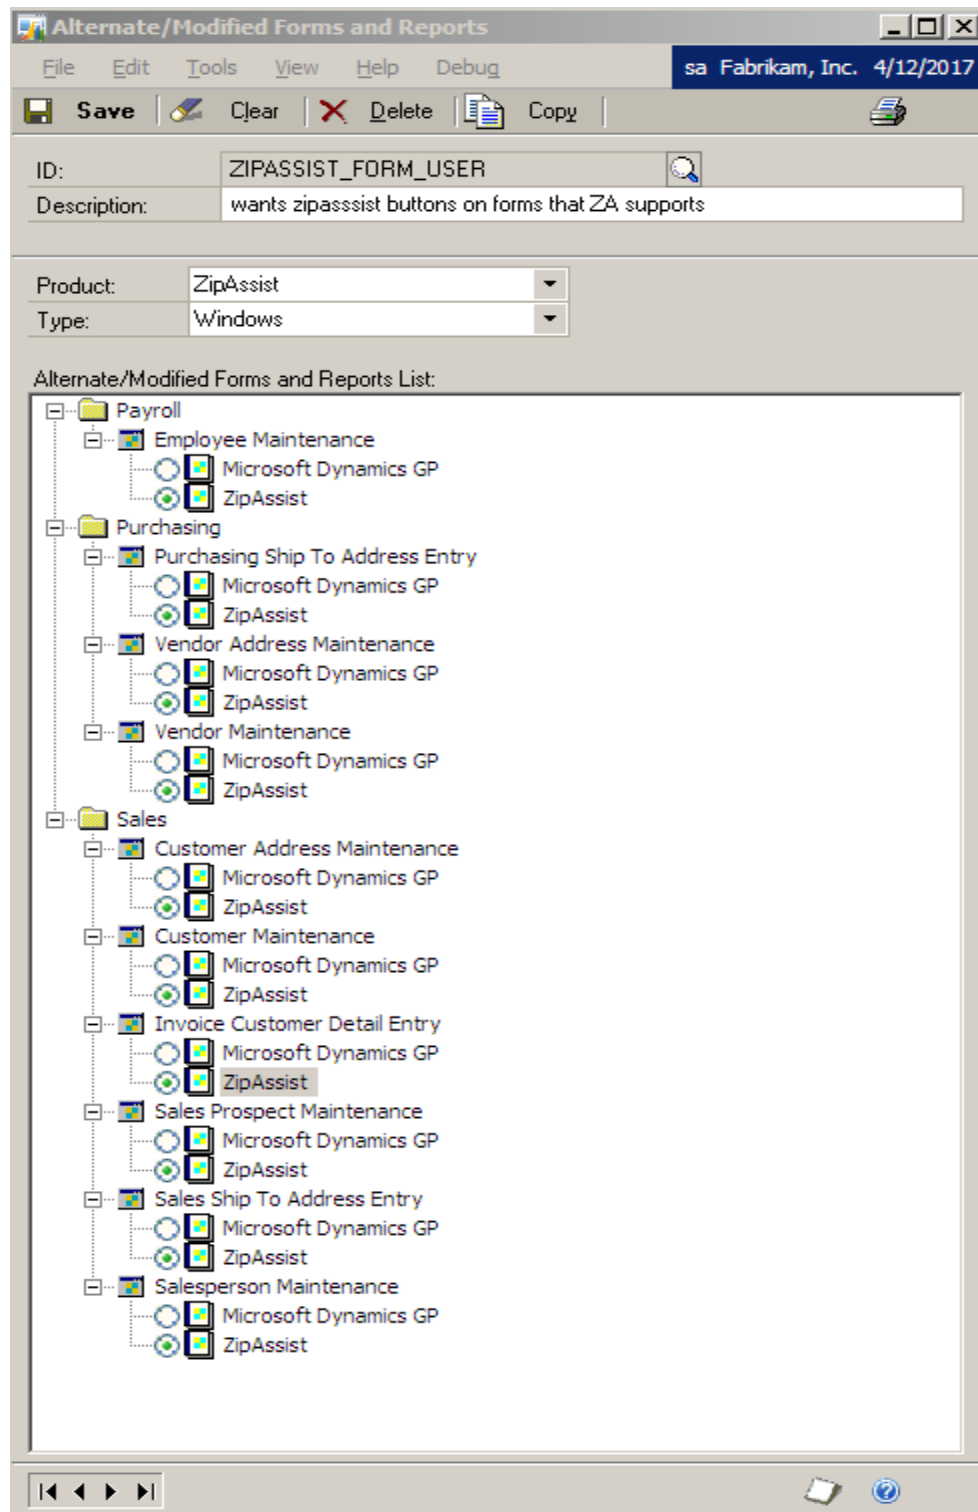 Alternate/Modified Forms and Reports
File Edit Tools View Help Debug sa Fabrikam, Inc. 4/12/2017
Save Clear Delete Copy
ID: ZIPASSIST_FORM_USER
Description: wants zipasssist buttons on forms that ZA supports
Product: ZipAssist
Type: Windows
Alternate/Modified Forms and Reports List:
Payroll
Employee Maintenance
Microsoft Dynamics GP
ZipAssist
Purchasing
Purchasing Ship To Address Entry
Microsoft Dynamics GP
ZipAssist
Vendor Address Maintenance
Microsoft Dynamics GP
ZipAssist
Vendor Maintenance
Microsoft Dynamics GP
ZipAssist
Sales
Customer Address Maintenance
Microsoft Dynamics GP
ZipAssist
Customer Maintenance
Microsoft Dynamics GP
ZipAssist
Invoice Customer Detail Entry
Microsoft Dynamics GP
ZipAssist
Sales Prospect Maintenance
Microsoft Dynamics GP
ZipAssist
Sales Ship To Address Entry
Microsoft Dynamics GP
ZipAssist
Salesperson Maintenance
Microsoft Dynamics GP
ZipAssist